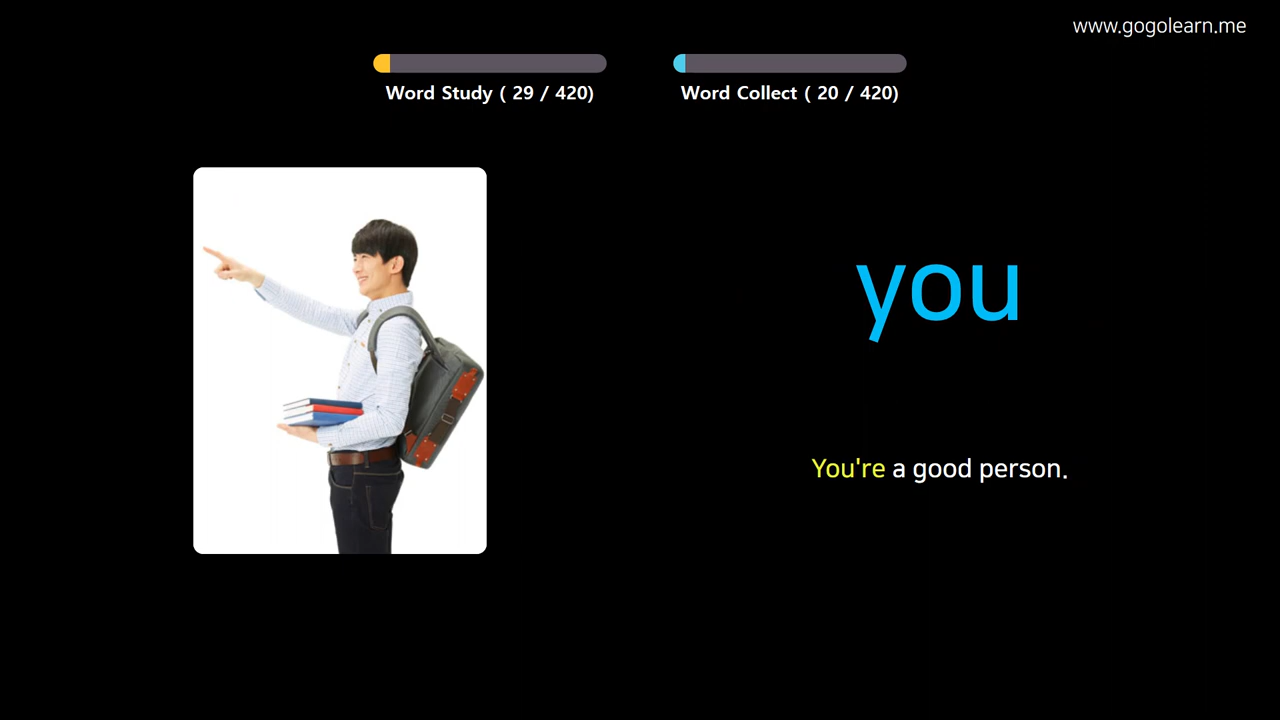 www.gogolearn.me
Word Study ( 29 / 420)
Word Collect ( 20 / 420)
you
You're a good person.